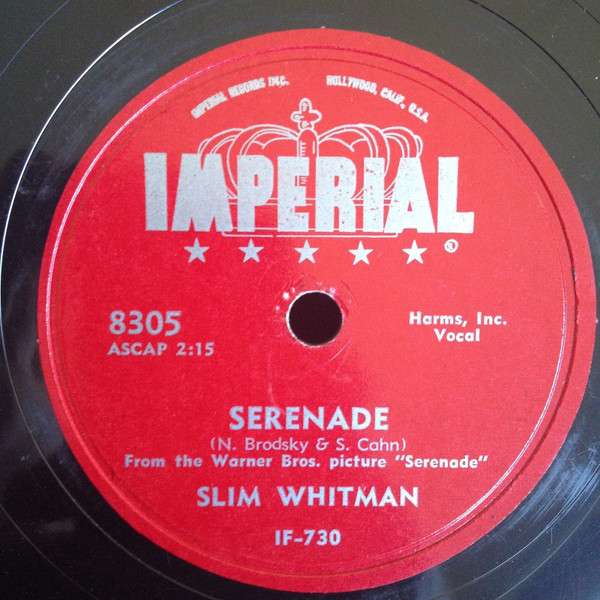 IMPERIAL RECORDS INC. HOLLYWOOD, CALIF. U.S.A.
IMPERIAL
®
8305
ASCAP 2:15
Harms, Inc.
Vocal
SERENADE
(N. Brodsky & S. Cahn)
From the Warner Bros. picture "Serenade"
SLIM WHITMAN
IF-730